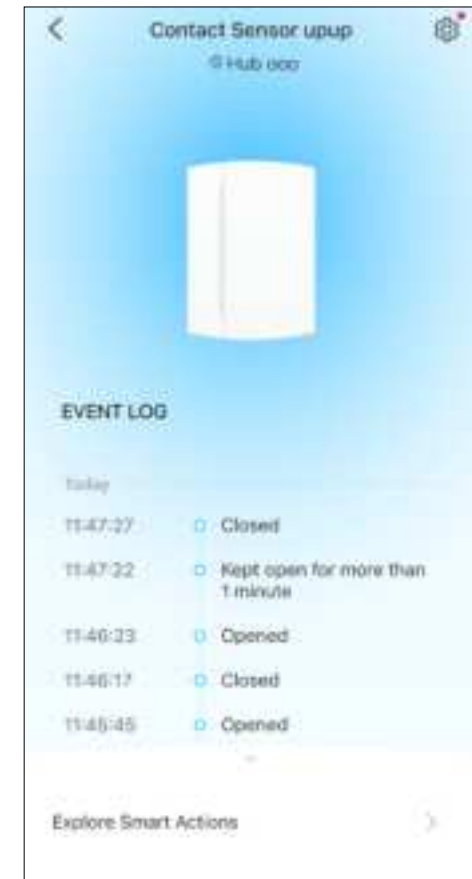 Contact Sensor upup
Hub ooo
EVENT LOG
Today
11:47:27 Closed
11:47:22 Kept open for more than
1 minute
11:46:23 Opened
11:46:17 Closed
11:45:45 Opened
Explore Smart Actions